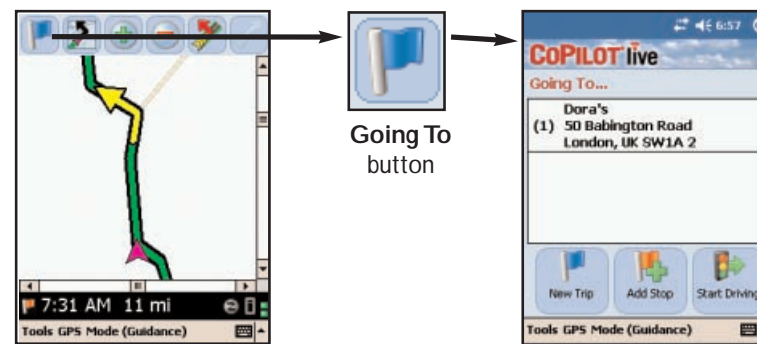 7:31 AM 11 mi
Tools GPS Mode (Guidance)
Going To
button
6:57
CoPILOT live
Going To...
Dora's
(1) 50 Babington Road
London, UK SW1A 2
New Trip Add Stop Start Driving
Tools GPS Mode (Guidance)